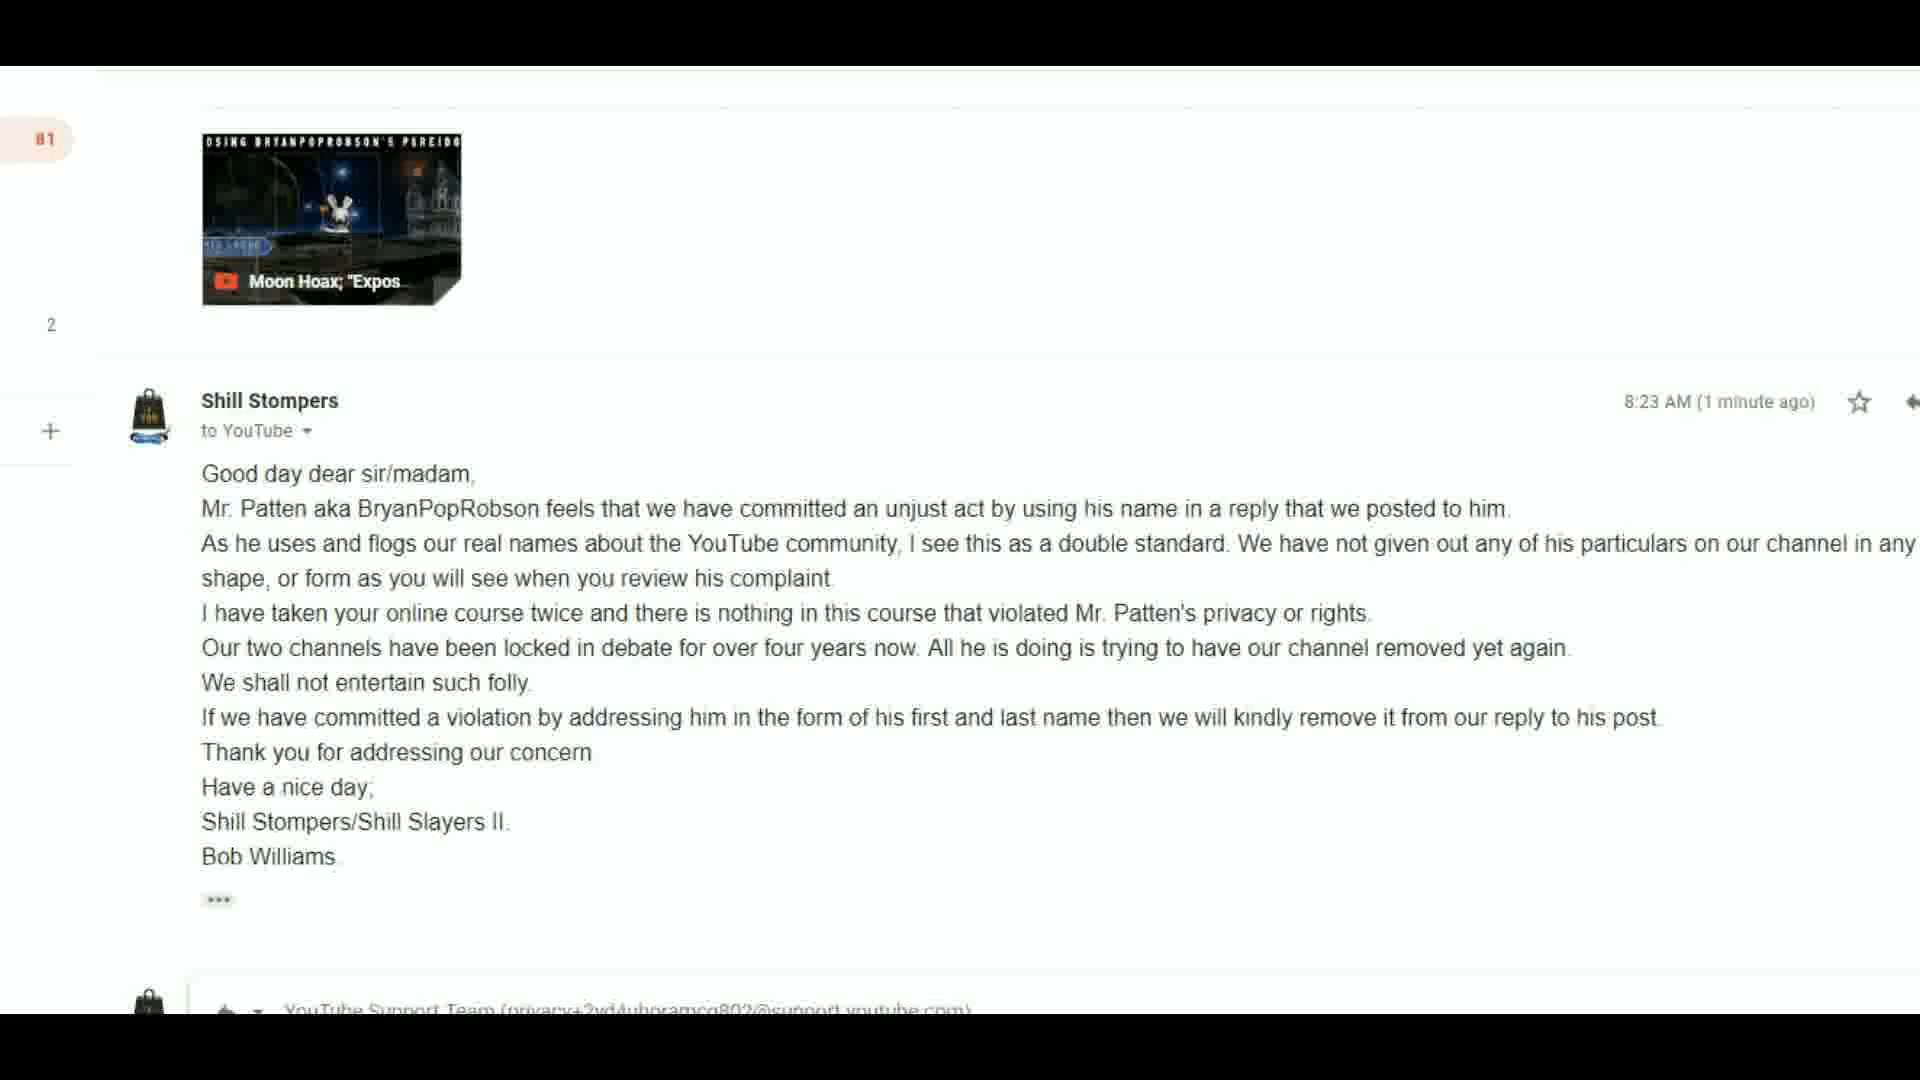 OSING BRYANPOPROBSON'S PAREIDO
81
Moon Hoax; "Expos
2
Shill Stompers
8:23 AM (1 minute ago)
to YouTube
Good day dear sir/madam,
Mr. Patten aka BryanPopRobson feels that we have committed an unjust act by using his name in a reply that we posted to him.
As he uses and flogs our real names about the YouTube community, I see this as a double standard. We have not given out any of his particulars on our channel in any
shape, or form as you will see when you review his complaint.
I have taken your online course twice and there is nothing in this course that violated Mr. Patten's privacy or rights.
Our two channels have been locked in debate for over four years now. All he is doing is trying to have our channel removed yet again.
We shall not entertain such folly.
If we have committed a violation by addressing him in the form of his first and last name then we will kindly remove it from our reply to his post.
Thank you for addressing our concern
Have a nice day;
Shill Stompers/Shill Slayers II.
Bob Williams
YouTube Support Team